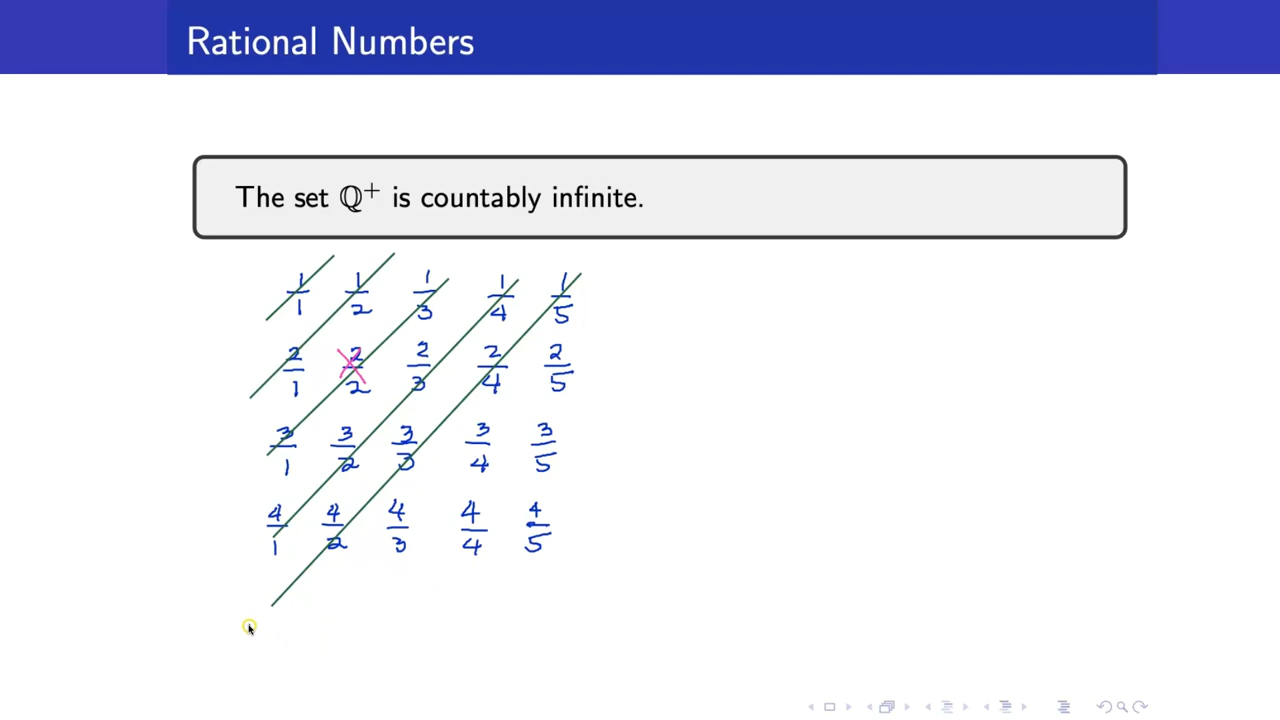 Rational Numbers
The set ℚ⁺ is countably infinite.
1/1 1/2 1/3 1/4 1/5
2/1 2/2 2/3 2/4 2/5
3/1 3/2 3/3 3/4 3/5
4/1 4/2 4/3 4/4 4/5